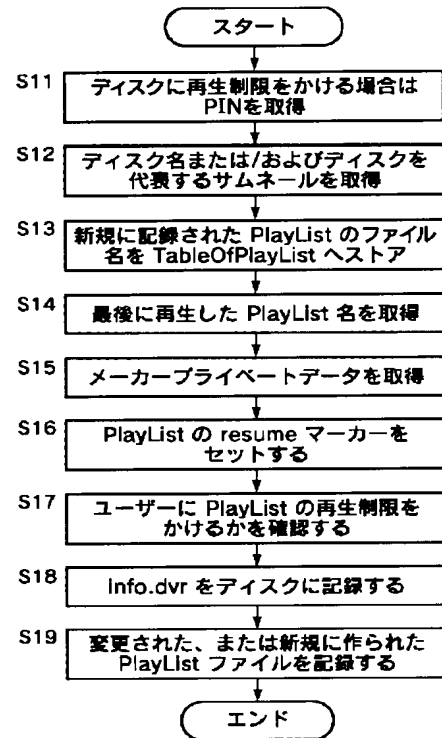 スタート
S11
ディスクに再生制限をかける場合は
PINを取得
S12
ディスク名または/およびディスクを
代表するサムネールを取得
S13
新規に記録された PlayList のファイル
名を TableOfPlayList へストア
S14
最後に再生した PlayList 名を取得
S15
メーカープライベートデータを取得
S16
PlayList の resume マーカーを
セットする
S17
ユーザーに PlayList の再生制限を
かけるかを確認する
S18
info.dvr をディスクに記録する
S19
変更された、または新規に作られた
PlayList ファイルを記録する
エンド